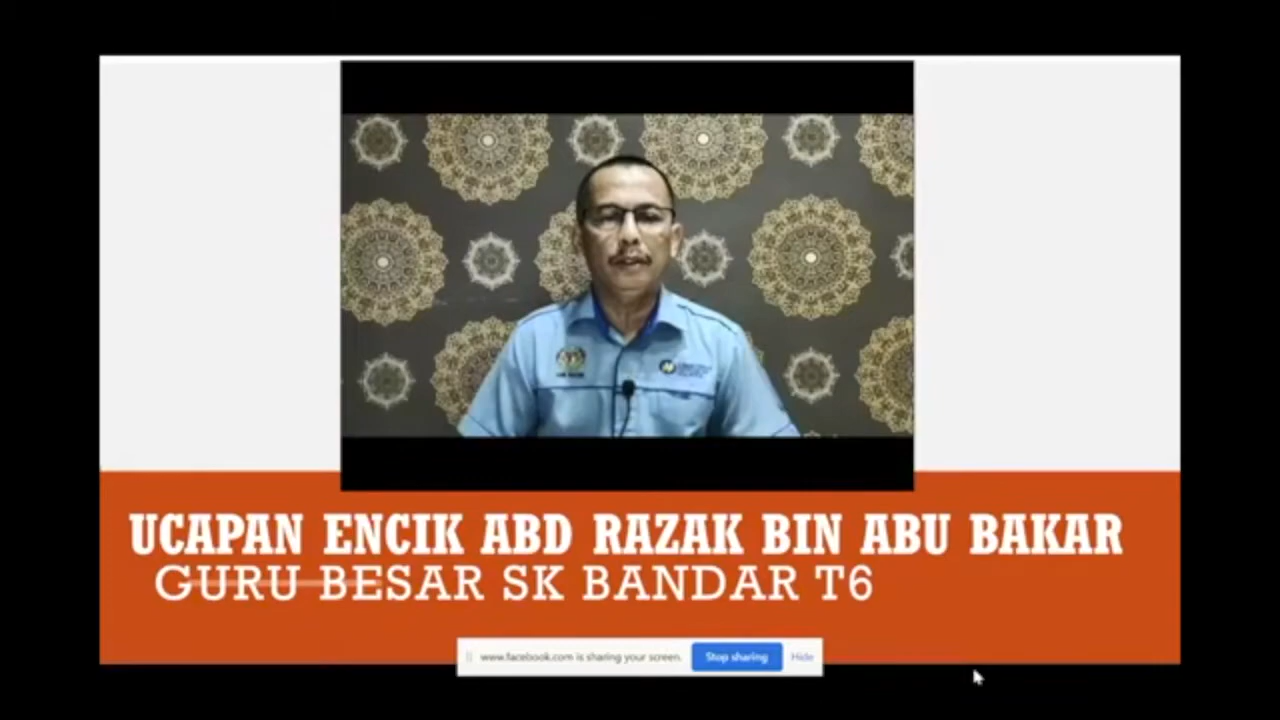 UCAPAN ENCIK ABD RAZAK BIN ABU BAKAR
GURU BESAR SK BANDAR T6
www.facebook.com is sharing your screen. Stop sharing Hide